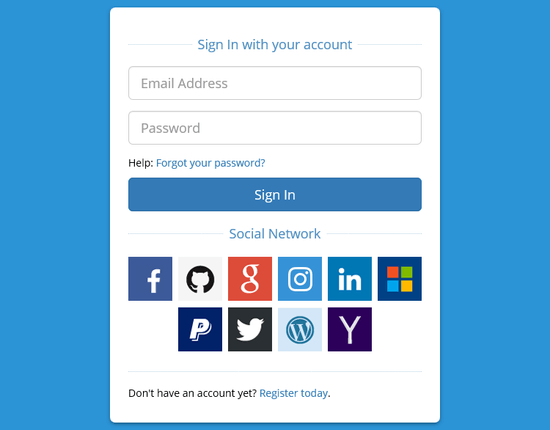 Sign In with your account
Email Address
Password
Help: Forgot your password?
Sign In
Social Network
Don't have an account yet? Register today.